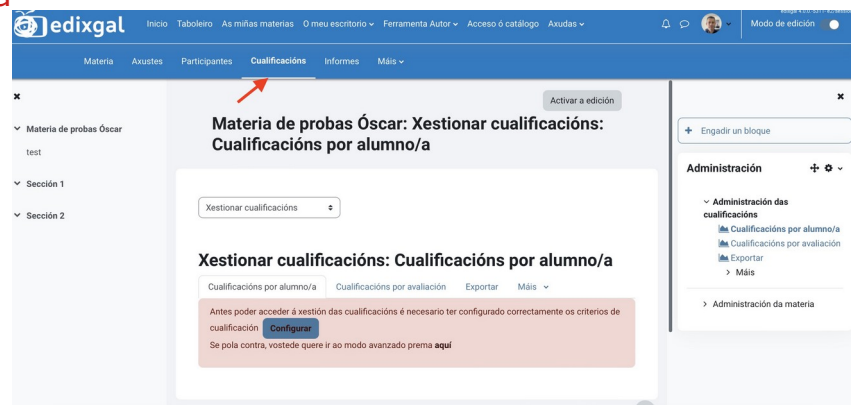 edixgal
Inicio Taboleiro As miñas materias O meu escritorio Ferramenta Autor Acceso ó catálogo Axudas
Modo de edición
Materia Axustes Participantes Cualificacións Informes Máis
Activar a edición
Materia de probas Óscar
test
Sección 1
Sección 2
Materia de probas Óscar: Xestionar cualificacións:
Cualificacións por alumno/a
Xestionar cualificacións
Xestionar cualificacións: Cualificacións por alumno/a
Cualificacións por alumno/a Cualificacións por avaliación Exportar Máis
Antes poder acceder á xestión das cualificacións é necesario ter configurado correctamente os criterios de
cualificación Configurar
Se pola contra, vostede quere ir ao modo avanzado prema aquí
+ Engadir un bloque
Administración
Administración das
cualificacións
Cualificacións por alumno/a
Cualificacións por avaliación
Exportar
Máis
Administración da materia